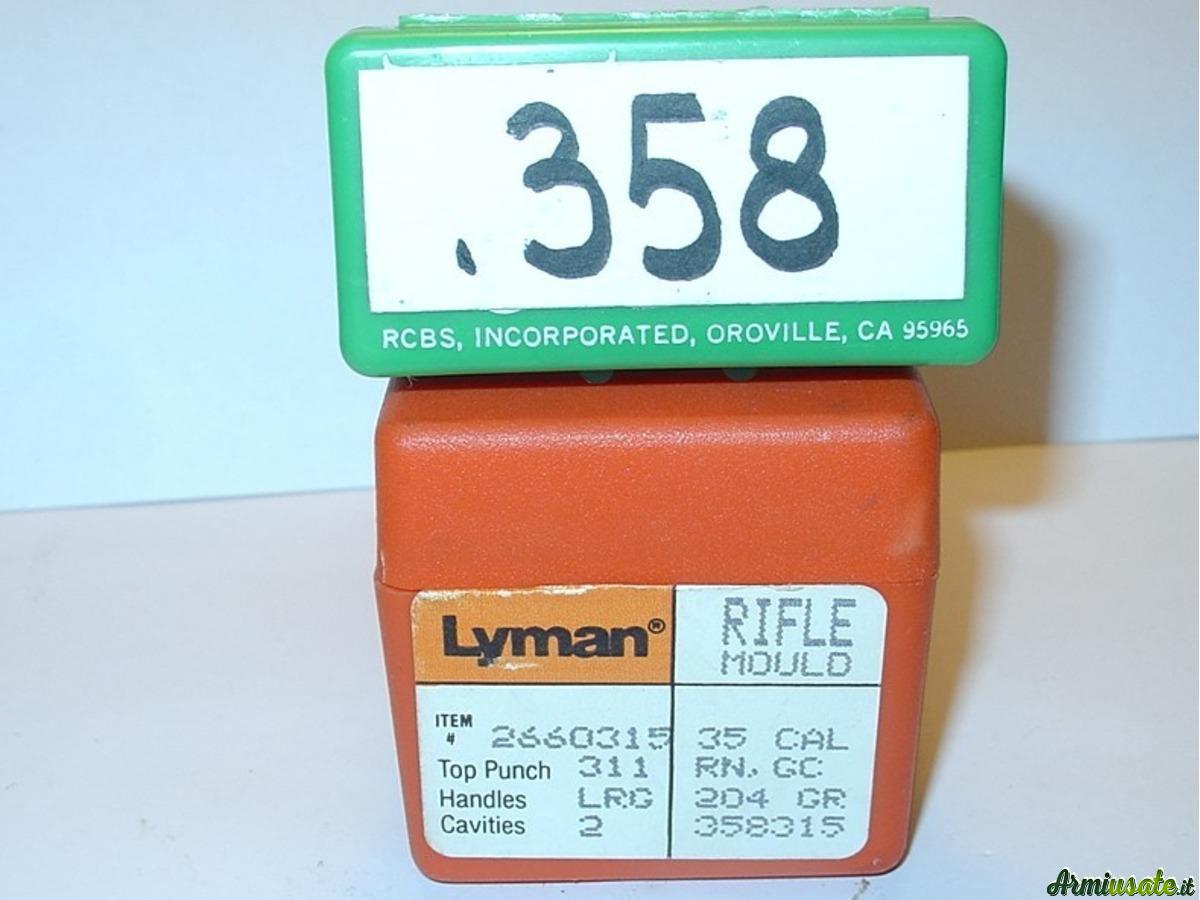 .358
RCBS, INCORPORATED, OROVILLE, CA 95965
Lyman®
RIFLE
MOULD
ITEM # 2660315 35 CAL
Top Punch 311 RN. GC
Handles LRG 204 GR
Cavities 2 358315
Armiusate.it